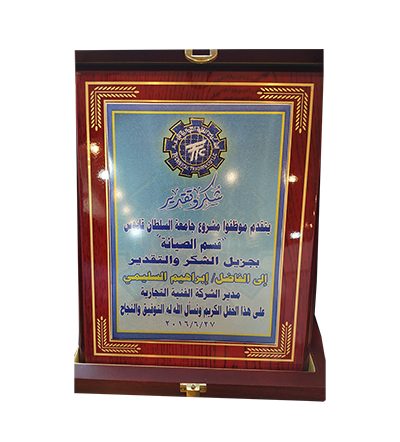 TTC
شكر وتقدير
يتقدم موظفوا مشروع جامعة السلطان قابوس
"قسم الصيانة"
بجزيل الشكر والتقدير
إلى الفاضل/ إبراهيم السليمي
مدير الشركة الفنية التجارية
على هذا الحفل الكريم ونسأل الله له التوفيق والنجاح
٢٠١٦/٦/٢٧